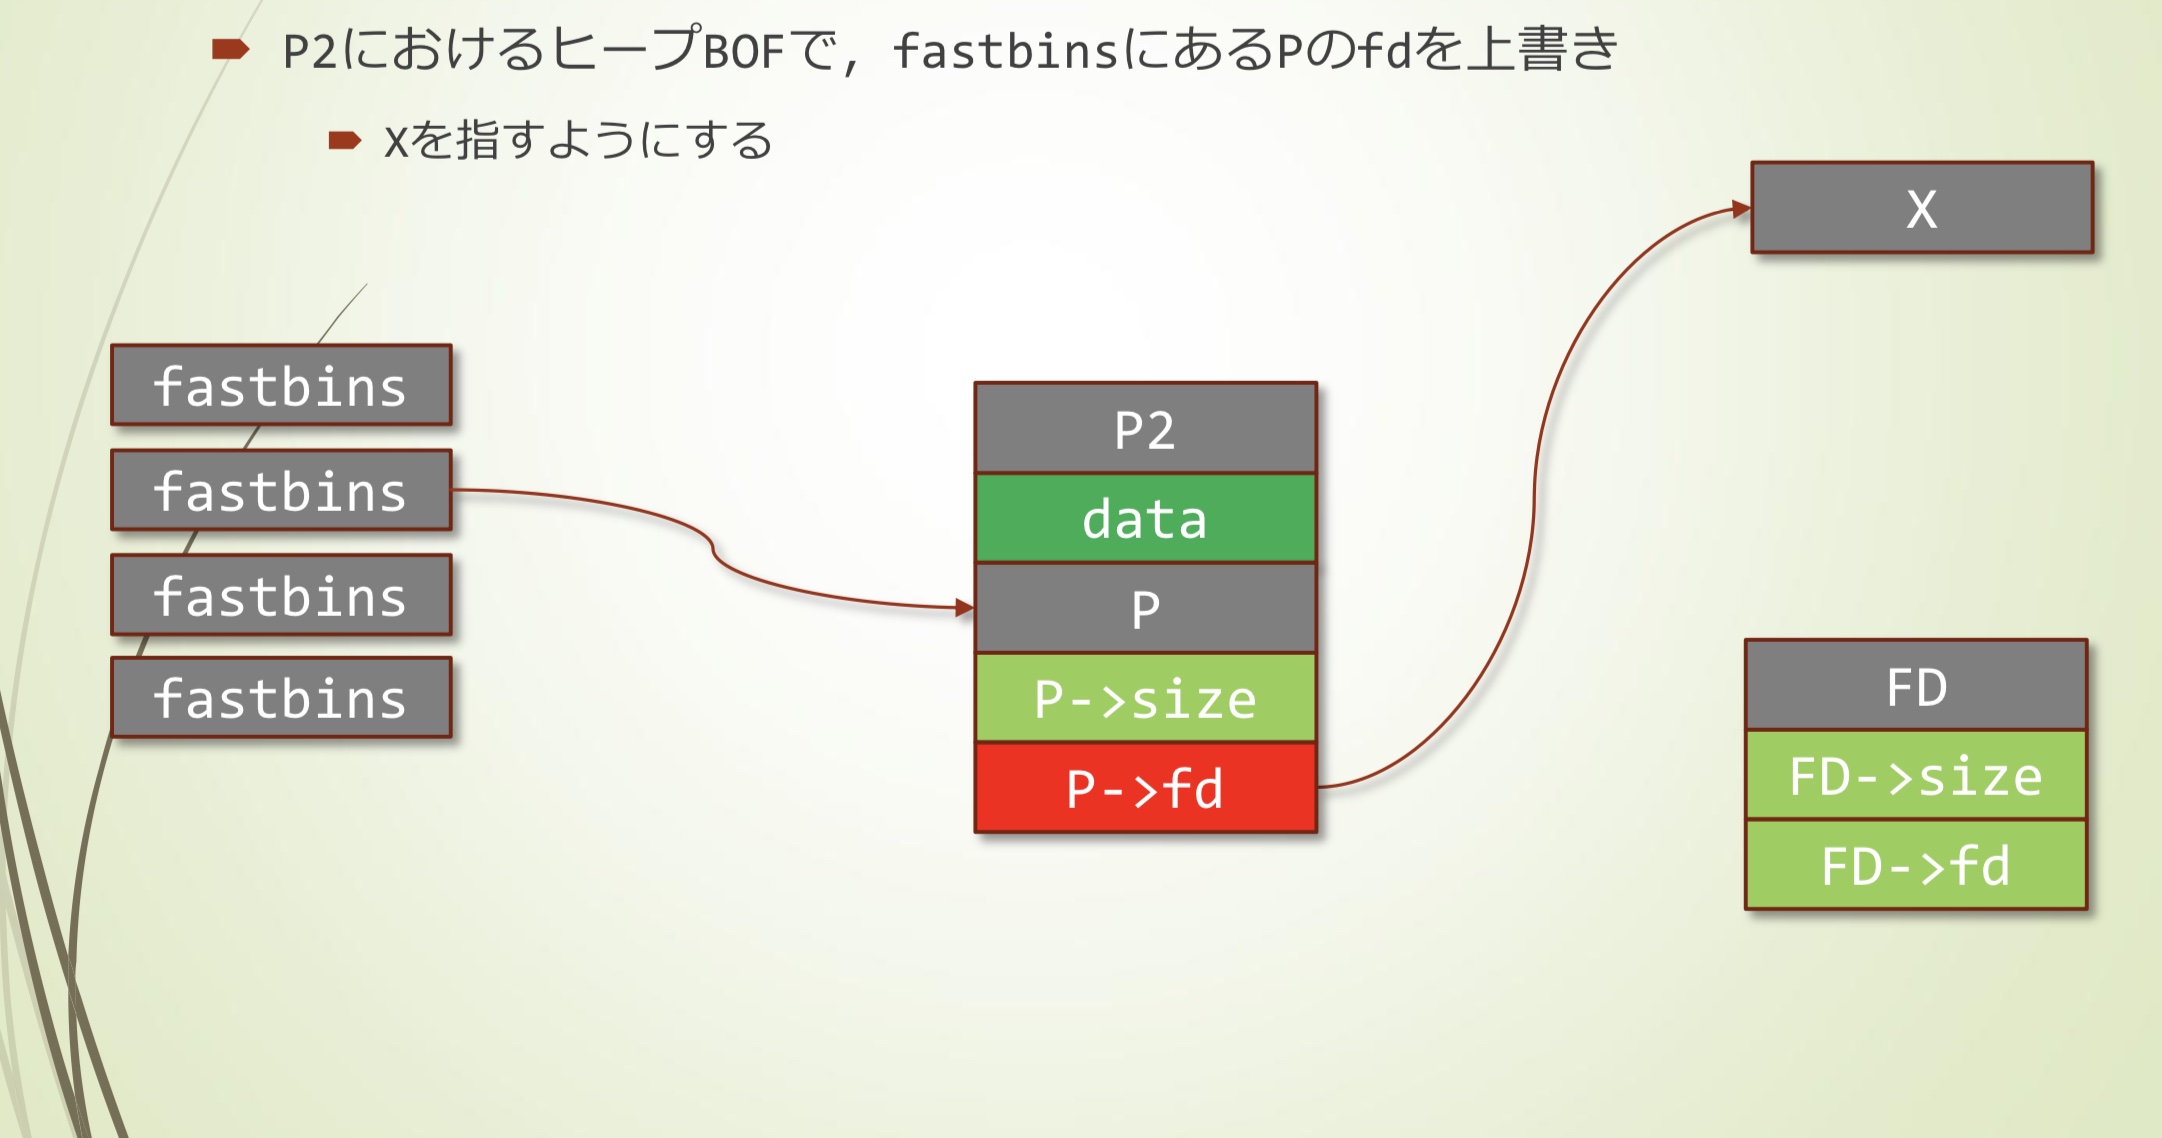 P2におけるヒープBOFで, fastbinsにあるPのfdを上書き
Xを指すようにする
X
fastbins
fastbins
fastbins
fastbins
P2
data
P
P->size
P->fd
FD
FD->size
FD->fd